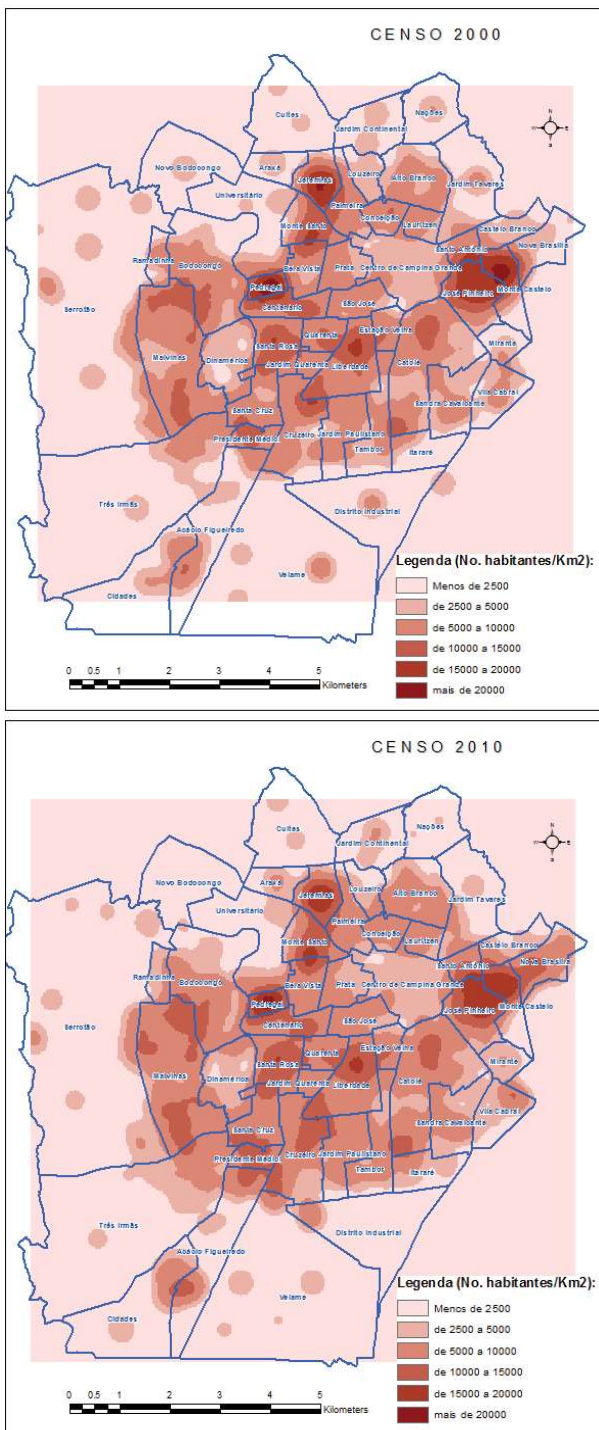 CENSO 2000
Cuites
Nações
Jardim Continental
N
W E
S
Novo Bodocongó
Araxá
Jeremias
Louzeiro
Alto Branco
Jardim Tavares
Universitário
Palmeira
Conceição
Lauritzen
Monte Santo
Castelo Branco
Nova Brasília
Santo Antônio
Ramadinha
Bodocongó
Bela Vista
Prata
Centro de Campina Grande
Serrotão
Pedregal
José Pinheiro
Monte Castelo
Centenário
São José
Malvinas
Dinamérica
Santa Rosa
Quarenta
Estação Velha
Mirante
Jardim Quarenta
Liberdade
Catolé
Vila Cabral
Santa Cruz
Sandra Cavalcante
Presidente Médici
Cruzeiro
Jardim Paulistano
Tambor
Itararé
Três Irmãs
Distrito Industrial
Acácio Figueiredo
Velame
Cidades
Legenda (No. habitantes/Km2):
Menos de 2500
de 2500 a 5000
de 5000 a 10000
de 10000 a 15000
de 15000 a 20000
mais de 20000
0 0.5 1 2 3 4 5
Kilometers
CENSO 2010
Cuites
Nações
Jardim Continental
N
W E
S
Novo Bodocongó
Araxá
Jeremias
Louzeiro
Alto Branco
Jardim Tavares
Universitário
Palmeira
Conceição
Lauritzen
Monte Santo
Castelo Branco
Nova Brasília
Santo Antônio
Ramadinha
Bodocongó
Bela Vista
Prata
Centro de Campina Grande
Serrotão
Pedregal
José Pinheiro
Monte Castelo
Centenário
São José
Malvinas
Dinamérica
Santa Rosa
Quarenta
Estação Velha
Mirante
Jardim Quarenta
Liberdade
Catolé
Vila Cabral
Santa Cruz
Sandra Cavalcante
Presidente Médici
Cruzeiro
Jardim Paulistano
Tambor
Itararé
Três Irmãs
Distrito Industrial
Acácio Figueiredo
Velame
Cidades
Legenda (No. habitantes/Km2):
Menos de 2500
de 2500 a 5000
de 5000 a 10000
de 10000 a 15000
de 15000 a 20000
mais de 20000
0 0.5 1 2 3 4 5
Kilometers